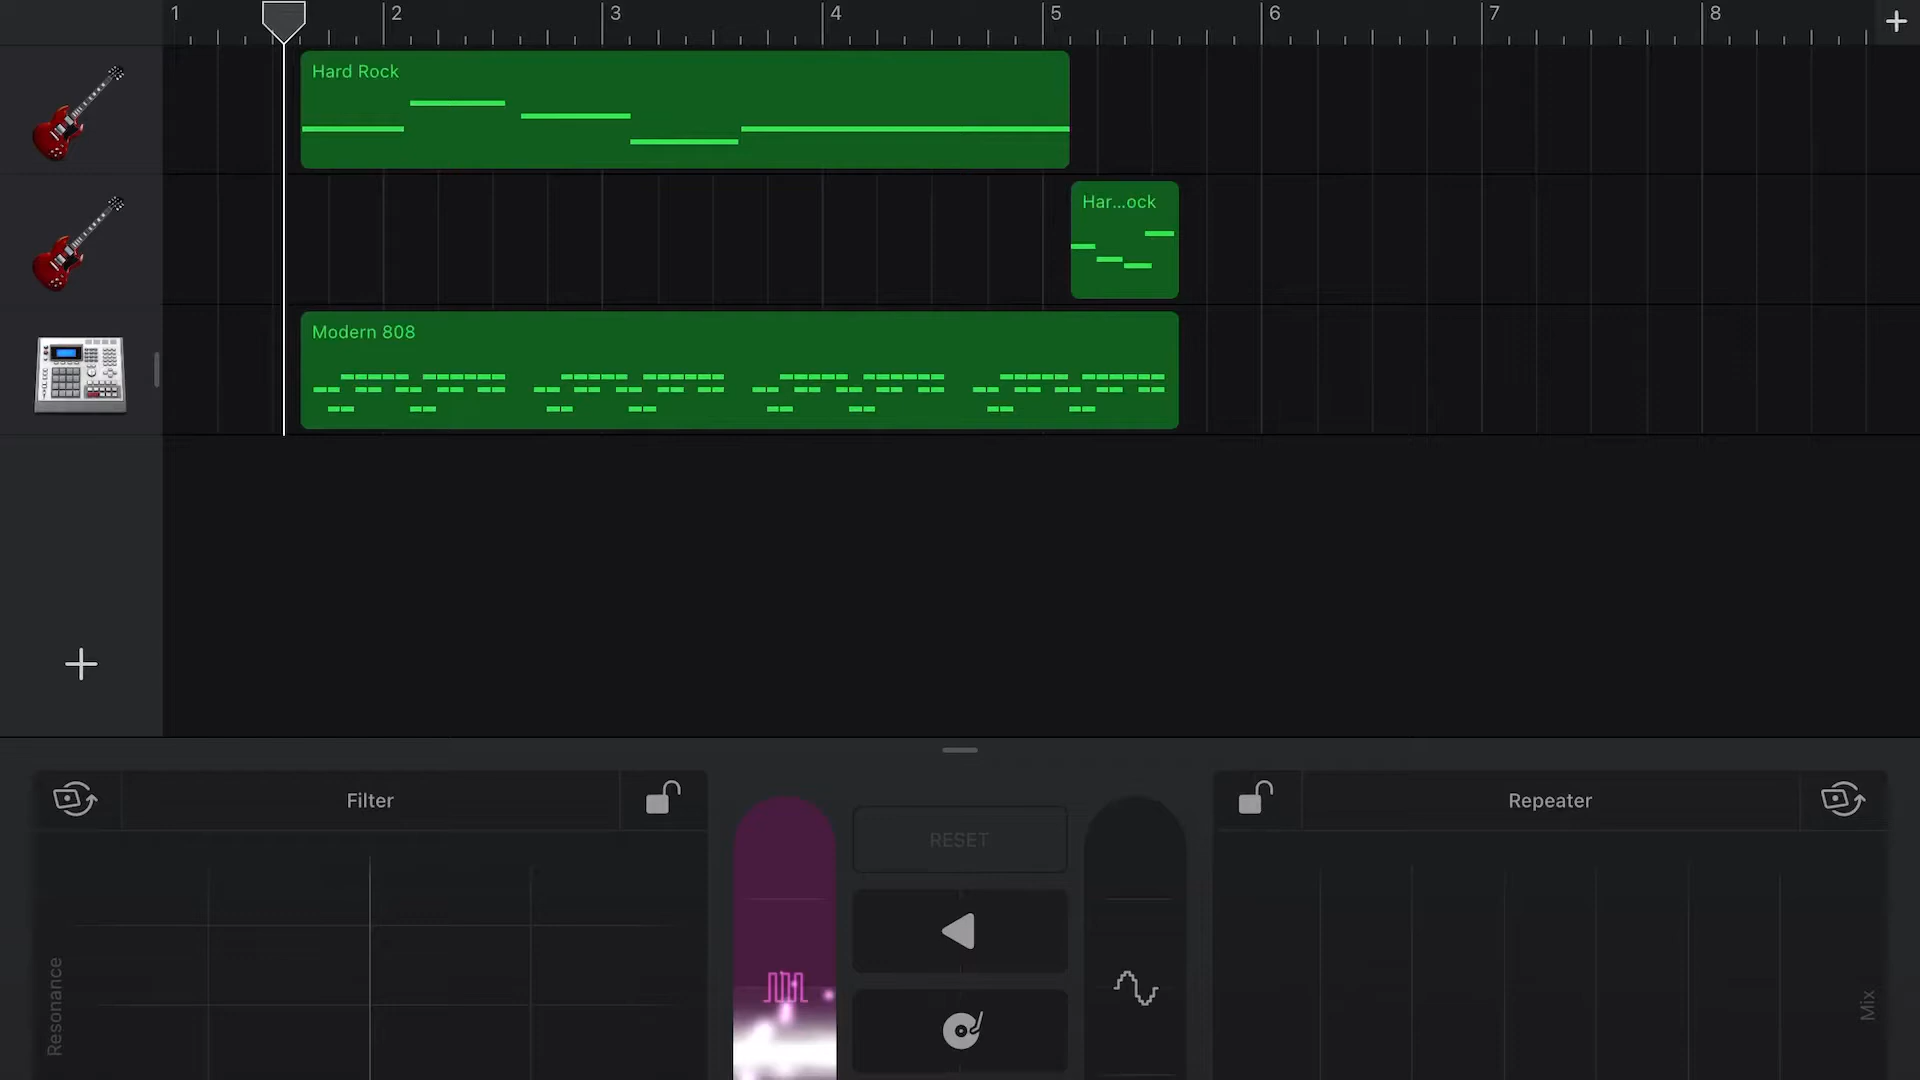 1 2 3 4 5 6 7 8
Hard Rock
Har...ock
Modern 808
Filter
Repeater
RESET
Resonance
Mix